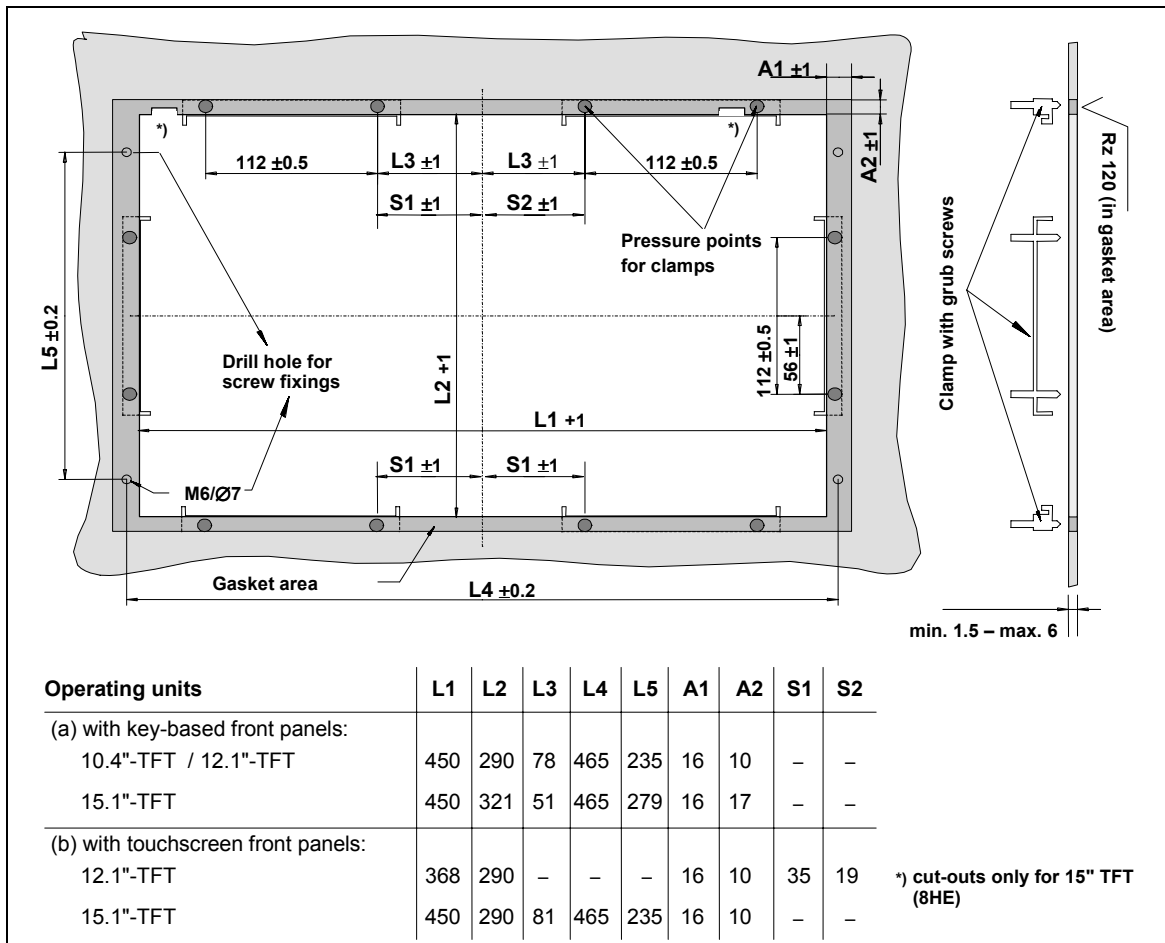 A1 ±1
*)
*)
A2 ±1
Rz 120 (in gasket area)
112 ±0.5
L3 ±1
L3 ±1
112 ±0.5
S1 ±1
S2 ±1
Pressure points
for clamps
Clamp with grub screws
L5 ±0.2
L2 +1
112 ±0.5
56 ±1
Drill hole for
screw fixings
L1 +1
S1 ±1
S1 ±1
M6/Ø7
Gasket area
L4 ±0.2
min. 1.5 – max. 6
Operating units L1 L2 L3 L4 L5 A1 A2 S1 S2
(a) with key-based front panels:
10.4"-TFT / 12.1"-TFT 450 290 78 465 235 16 10 – –
15.1"-TFT 450 321 51 465 279 16 17 – –
(b) with touchscreen front panels:
12.1"-TFT 368 290 – – – 16 10 35 19
15.1"-TFT 450 290 81 465 235 16 10 – –
*) cut-outs only for 15" TFT
(8HE)